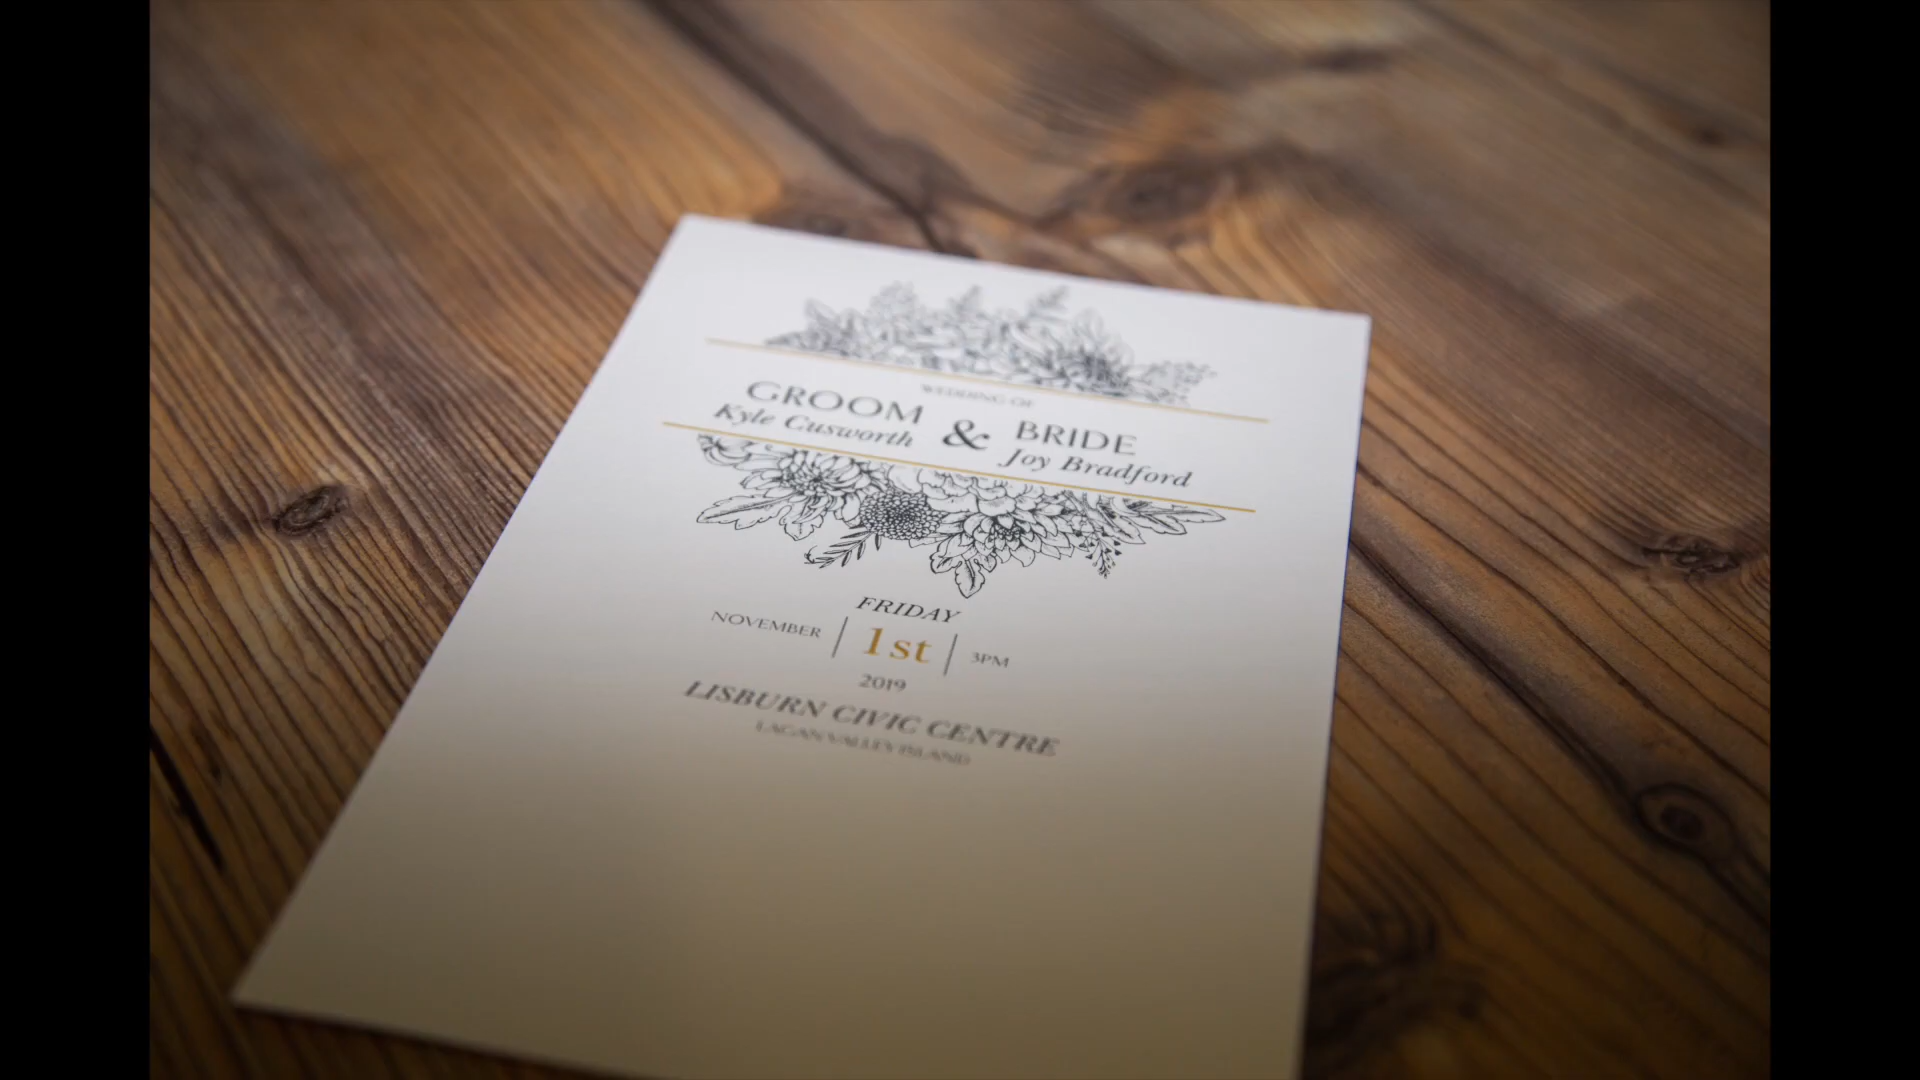 WEDDING OF
GROOM & BRIDE
Kyle Cusworth Joy Bradford
FRIDAY
NOVEMBER | 1st | 3PM
2019
LISBURN CIVIC CENTRE
LAGAN VALLEY ISLAND